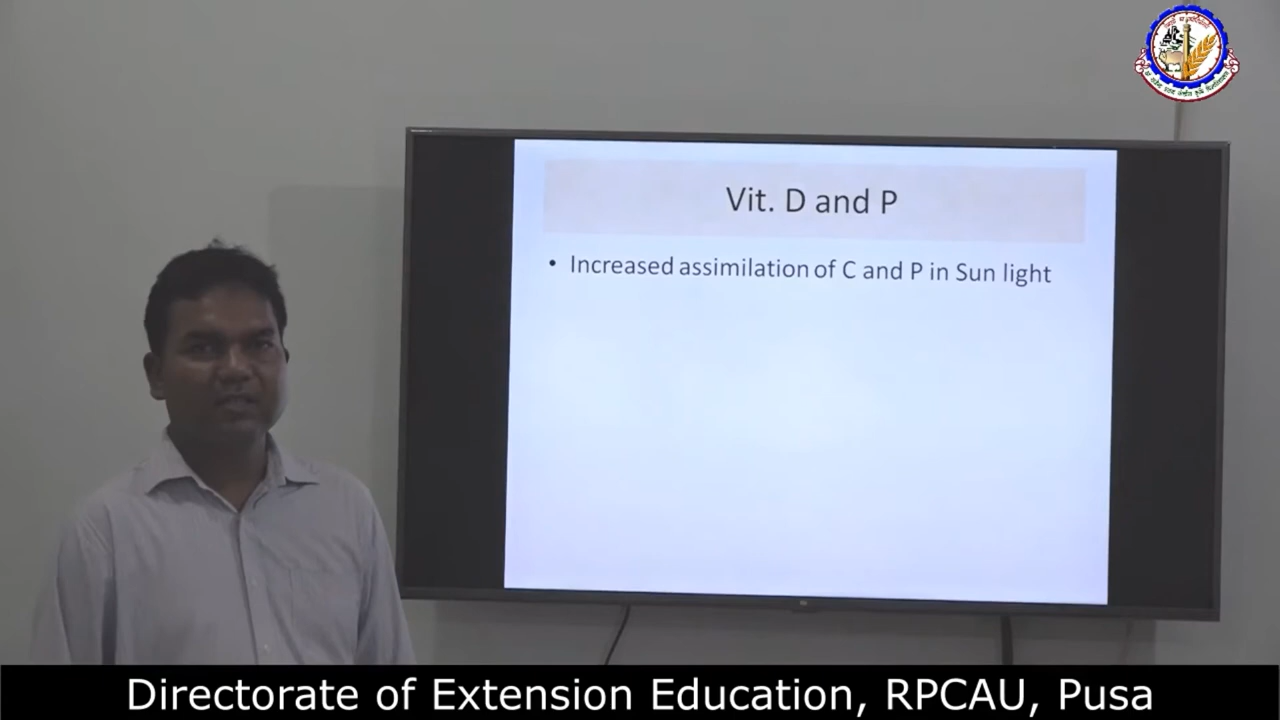 Vit. D and P
• Increased assimilation of C and P in Sun light
Directorate of Extension Education, RPCAU, Pusa